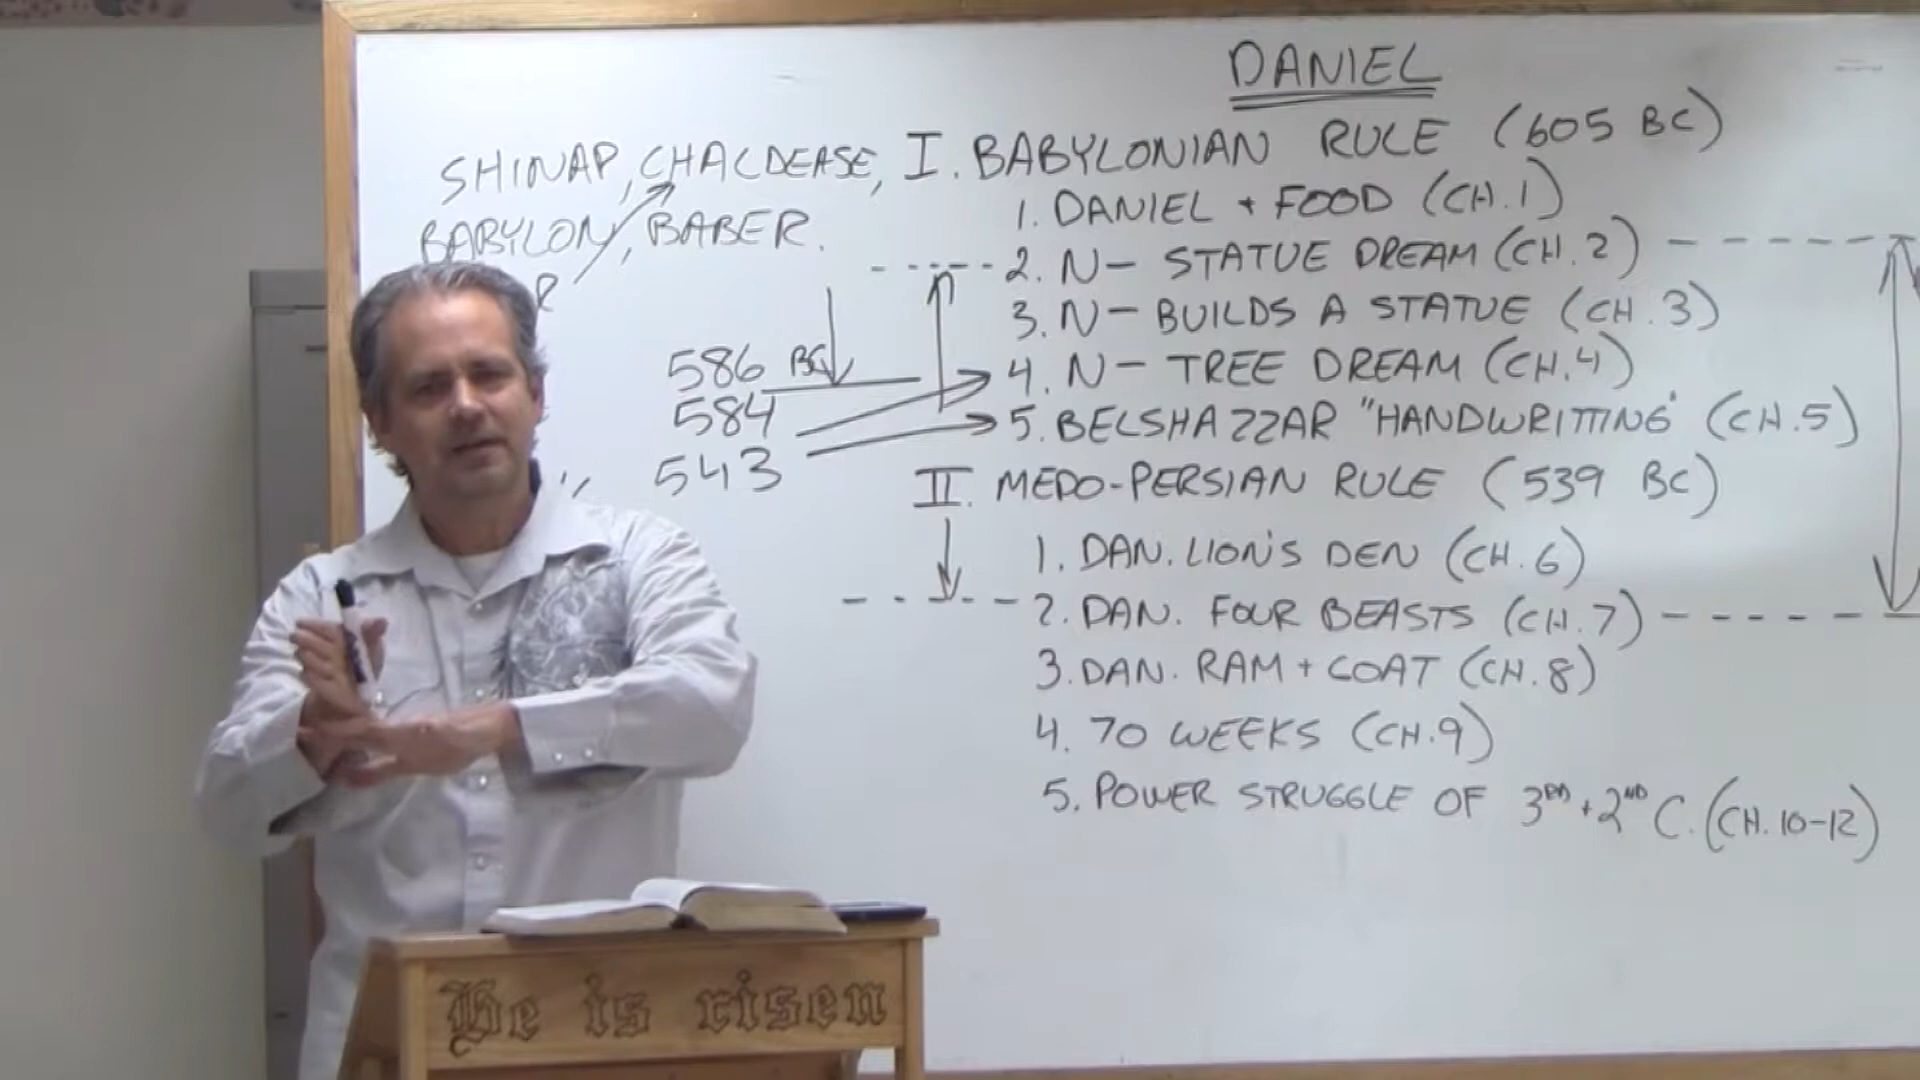 DANIEL
SHINAP, CHALDEASE,
BABYLON, BABER.
R
586 BC
584
543
I. BABYLONIAN RULE (605 BC)
1. DANIEL + FOOD (CH.1)
2. N- STATUE DREAM (CH.2)
3. N- BUILDS A STATUE (CH.3)
4. N- TREE DREAM (CH.4)
5. BELSHAZZAR "HANDWRITTING" (CH.5)
II. MEDO-PERSIAN RULE (539 BC)
1. DAN. LION'S DEN (CH.6)
2. DAN. FOUR BEASTS (CH.7)
3. DAN. RAM + COAT (CH.8)
4. 70 WEEKS (CH.9)
5. POWER STRUGGLE OF 3RD + 2ND C. (CH.10-12)
He is risen